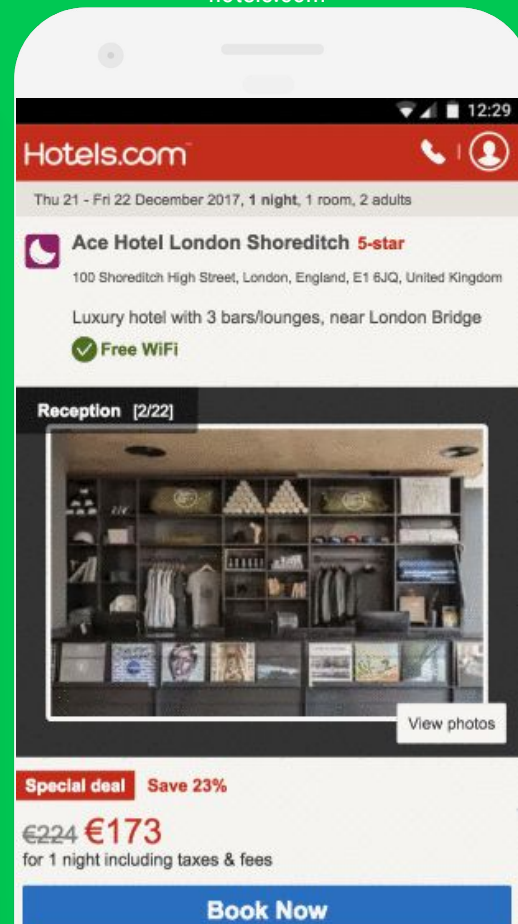 hotels.com
12:29
Hotels.com
Thu 21 - Fri 22 December 2017, 1 night, 1 room, 2 adults
Ace Hotel London Shoreditch 5-star
100 Shoreditch High Street, London, England, E1 6JQ, United Kingdom
Luxury hotel with 3 bars/lounges, near London Bridge
Free WiFi
Reception [2/22]
View photos
Special deal Save 23%
€224 €173
for 1 night including taxes & fees
Book Now